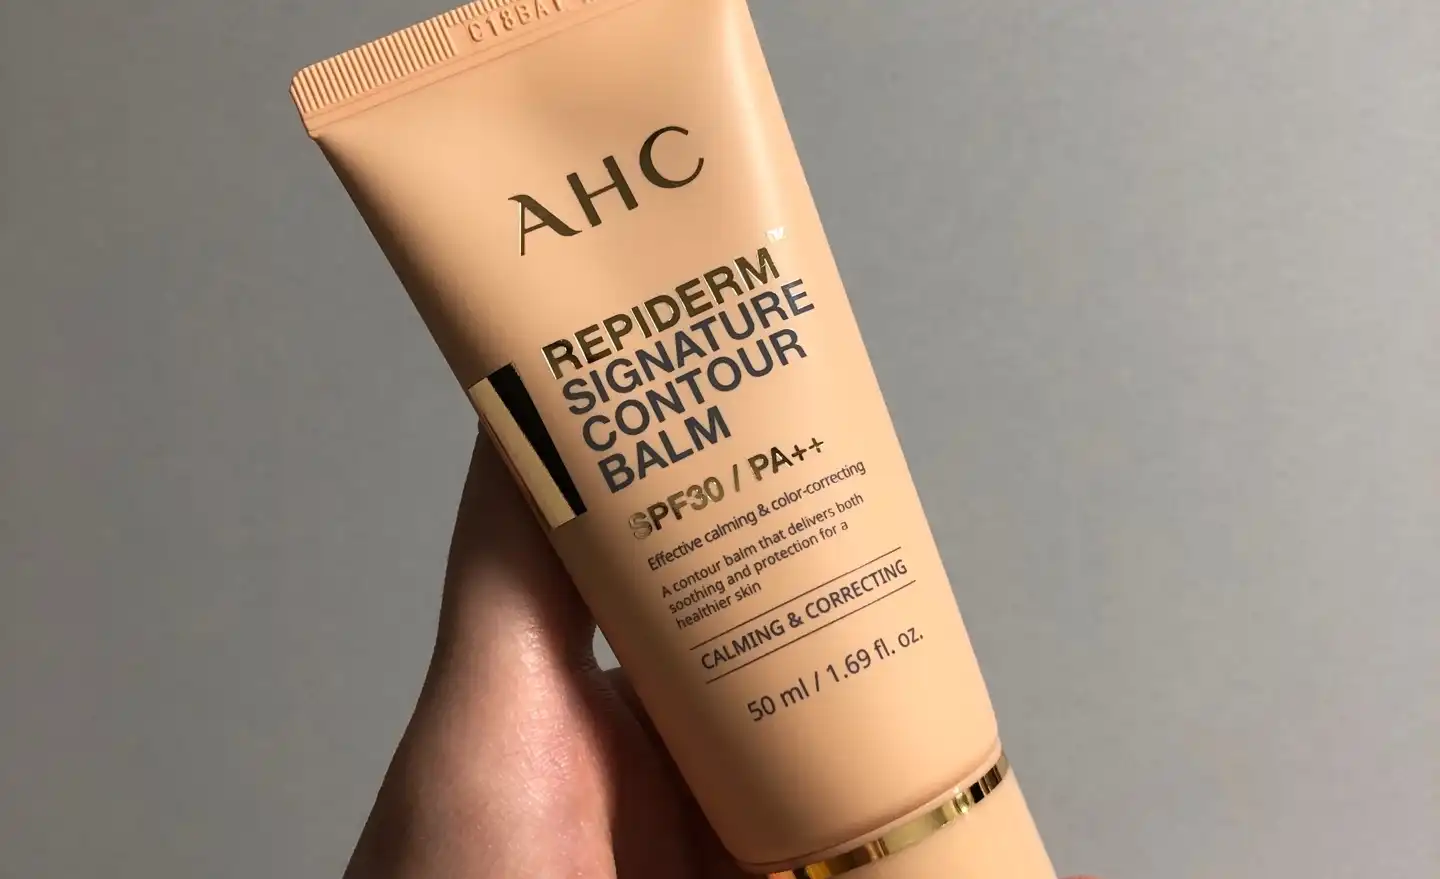 AHC
REPIDERM™
SIGNATURE
CONTOUR
BALM
SPF30 / PA++
Effective calming & color-correcting
A contour balm that delivers both
soothing and protection for a
healthier skin
CALMING & CORRECTING
50 ml / 1.69 fl. oz.